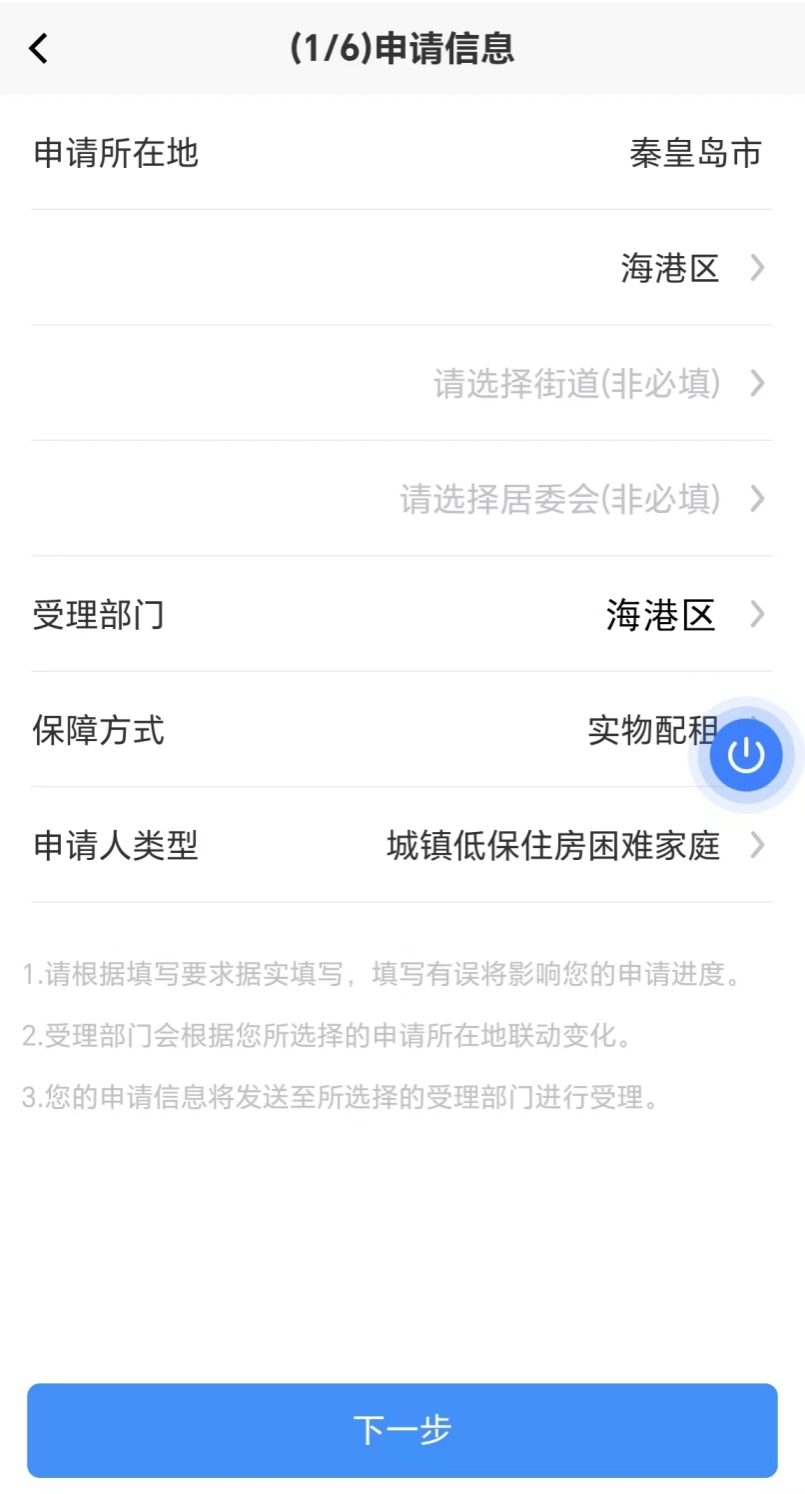 (1/6)申请信息
申请所在地 秦皇岛市
海港区
请选择街道(非必填)
请选择居委会(非必填)
受理部门 海港区
保障方式 实物配租
申请人类型 城镇低保住房困难家庭
1.请根据填写要求据实填写，填写有误将影响您的申请进度。
2.受理部门会根据您所选择的申请所在地联动变化。
3.您的申请信息将发送至所选择的受理部门进行受理。
下一步